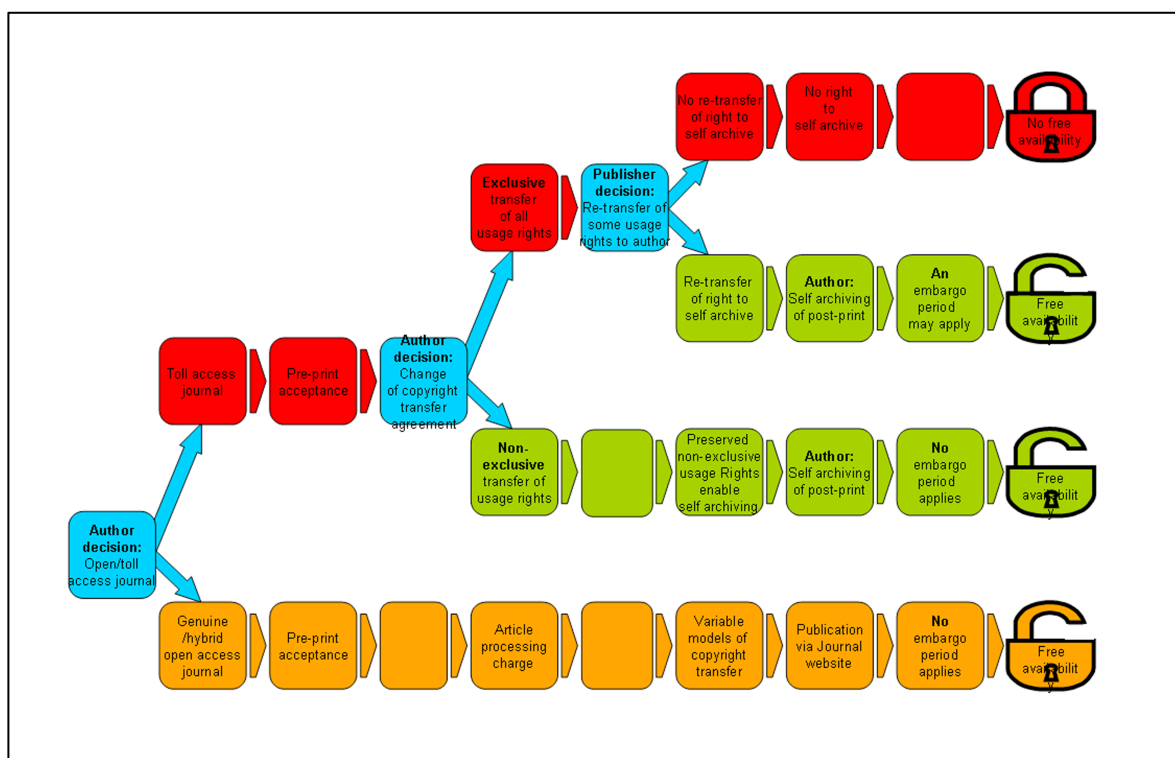 No re-transfer
of right to
self archive
No right
to
self archive
No free
availability
Exclusive
transfer
of all
usage rights
Publisher
decision:
Re-transfer of
some usage
rights to author
Re-transfer
of right to
self archive
Author:
Self archiving
of post-print
An
embargo
period
may apply
Free
availabilit
y
Toll access
journal
Pre-print
acceptance
Author
decision:
Change
of copyright
transfer
agreement
Non-
exclusive
transfer of
usage rights
Preserved
non-exclusive
usage Rights
enable
self archiving
Author:
Self archiving
of post-print
No
embargo
period
applies
Free
availabilit
y
Author
decision:
Open/toll
access journal
Genuine
/hybrid
open access
journal
Pre-print
acceptance
Article
processing
charge
Variable
models of
copyright
transfer
Publication
via Journal
website
No
embargo
period
applies
Free
availabilit
y